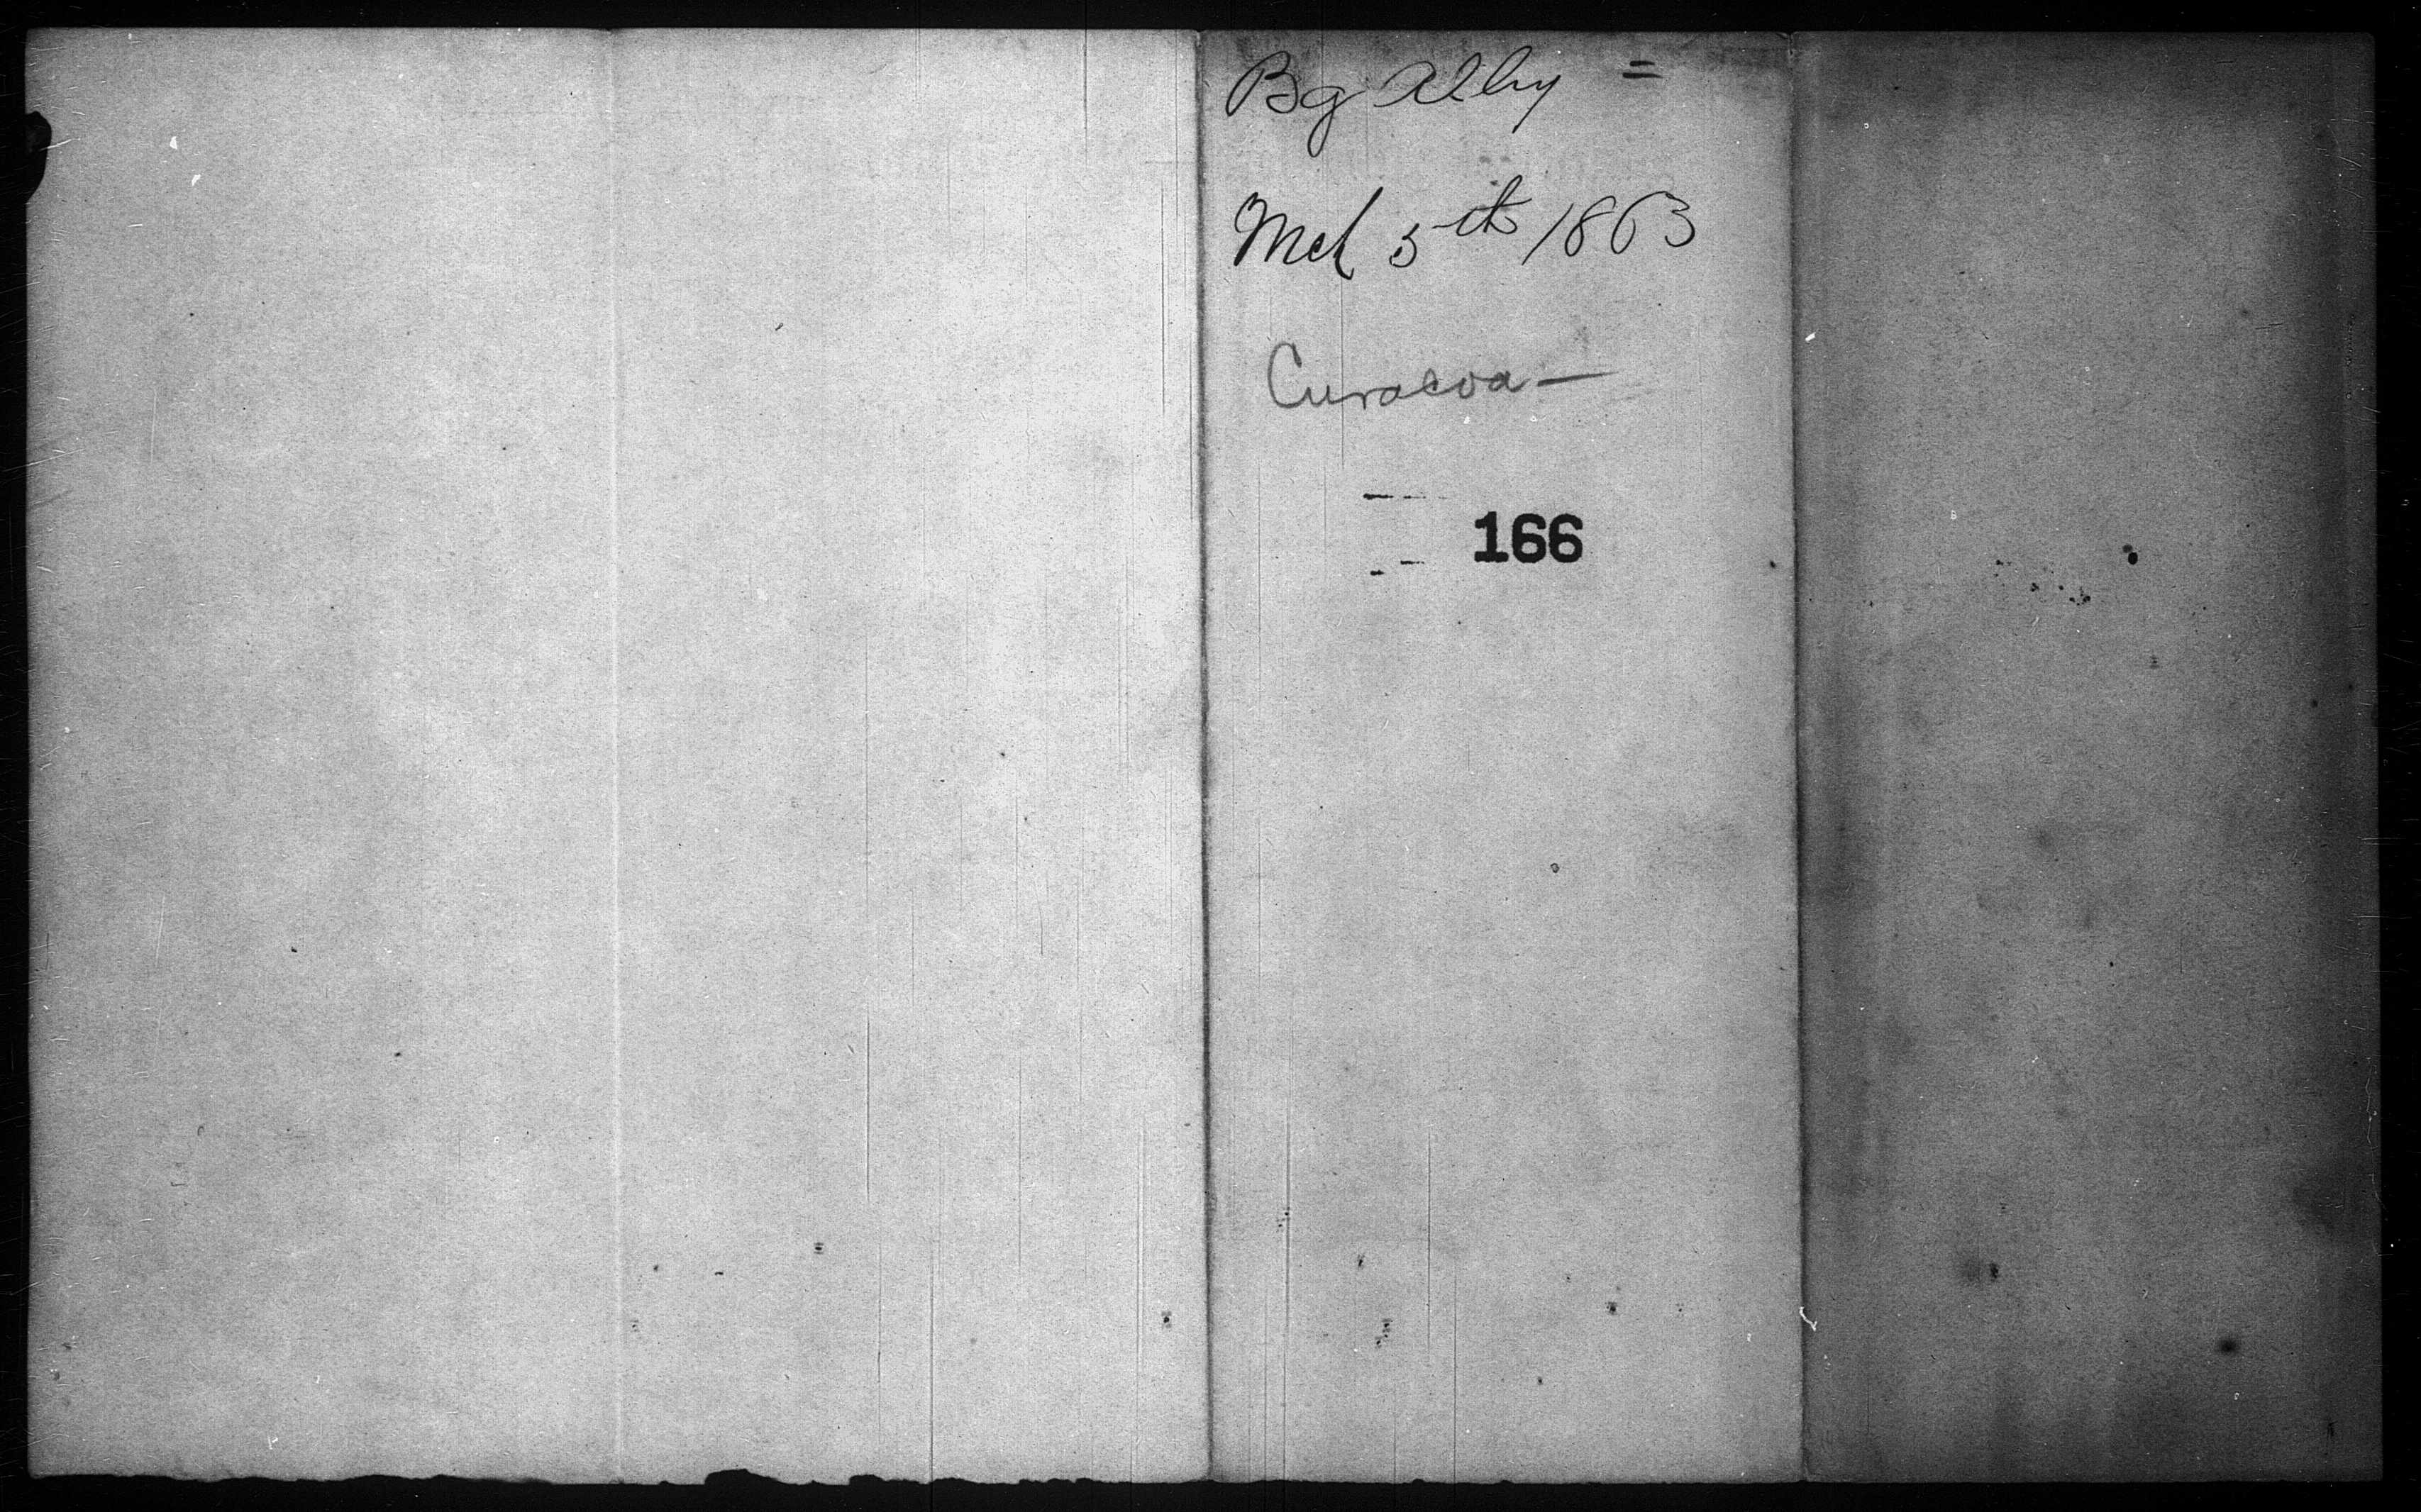 Bg Alby =
Mch 5th 1863
Curacoa —
166